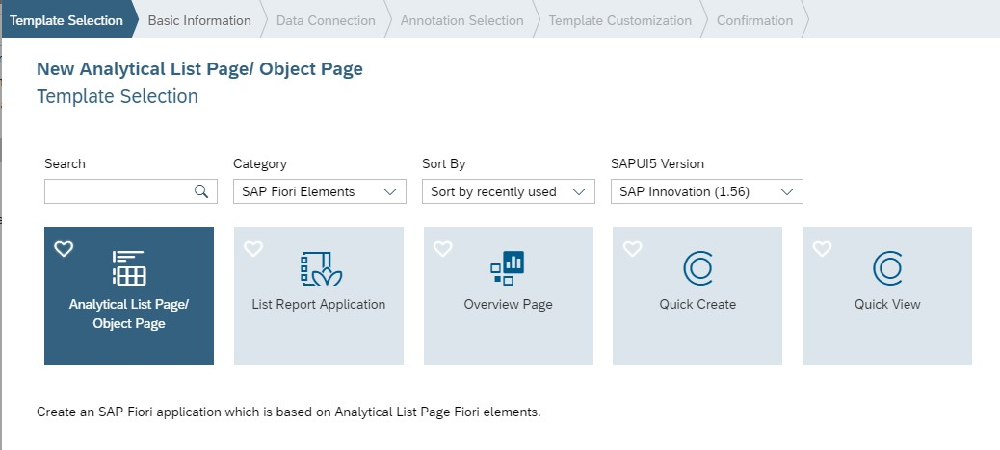 Template Selection
Basic Information
Data Connection
Annotation Selection
Template Customization
Confirmation
New Analytical List Page/ Object Page
Template Selection
Search
Category
Sort By
SAPUI5 Version
SAP Fiori Elements
Sort by recently used
SAP Innovation (1.56)
Analytical List Page/
Object Page
List Report Application
Overview Page
Quick Create
Quick View
Create an SAP Fiori application which is based on Analytical List Page Fiori elements.